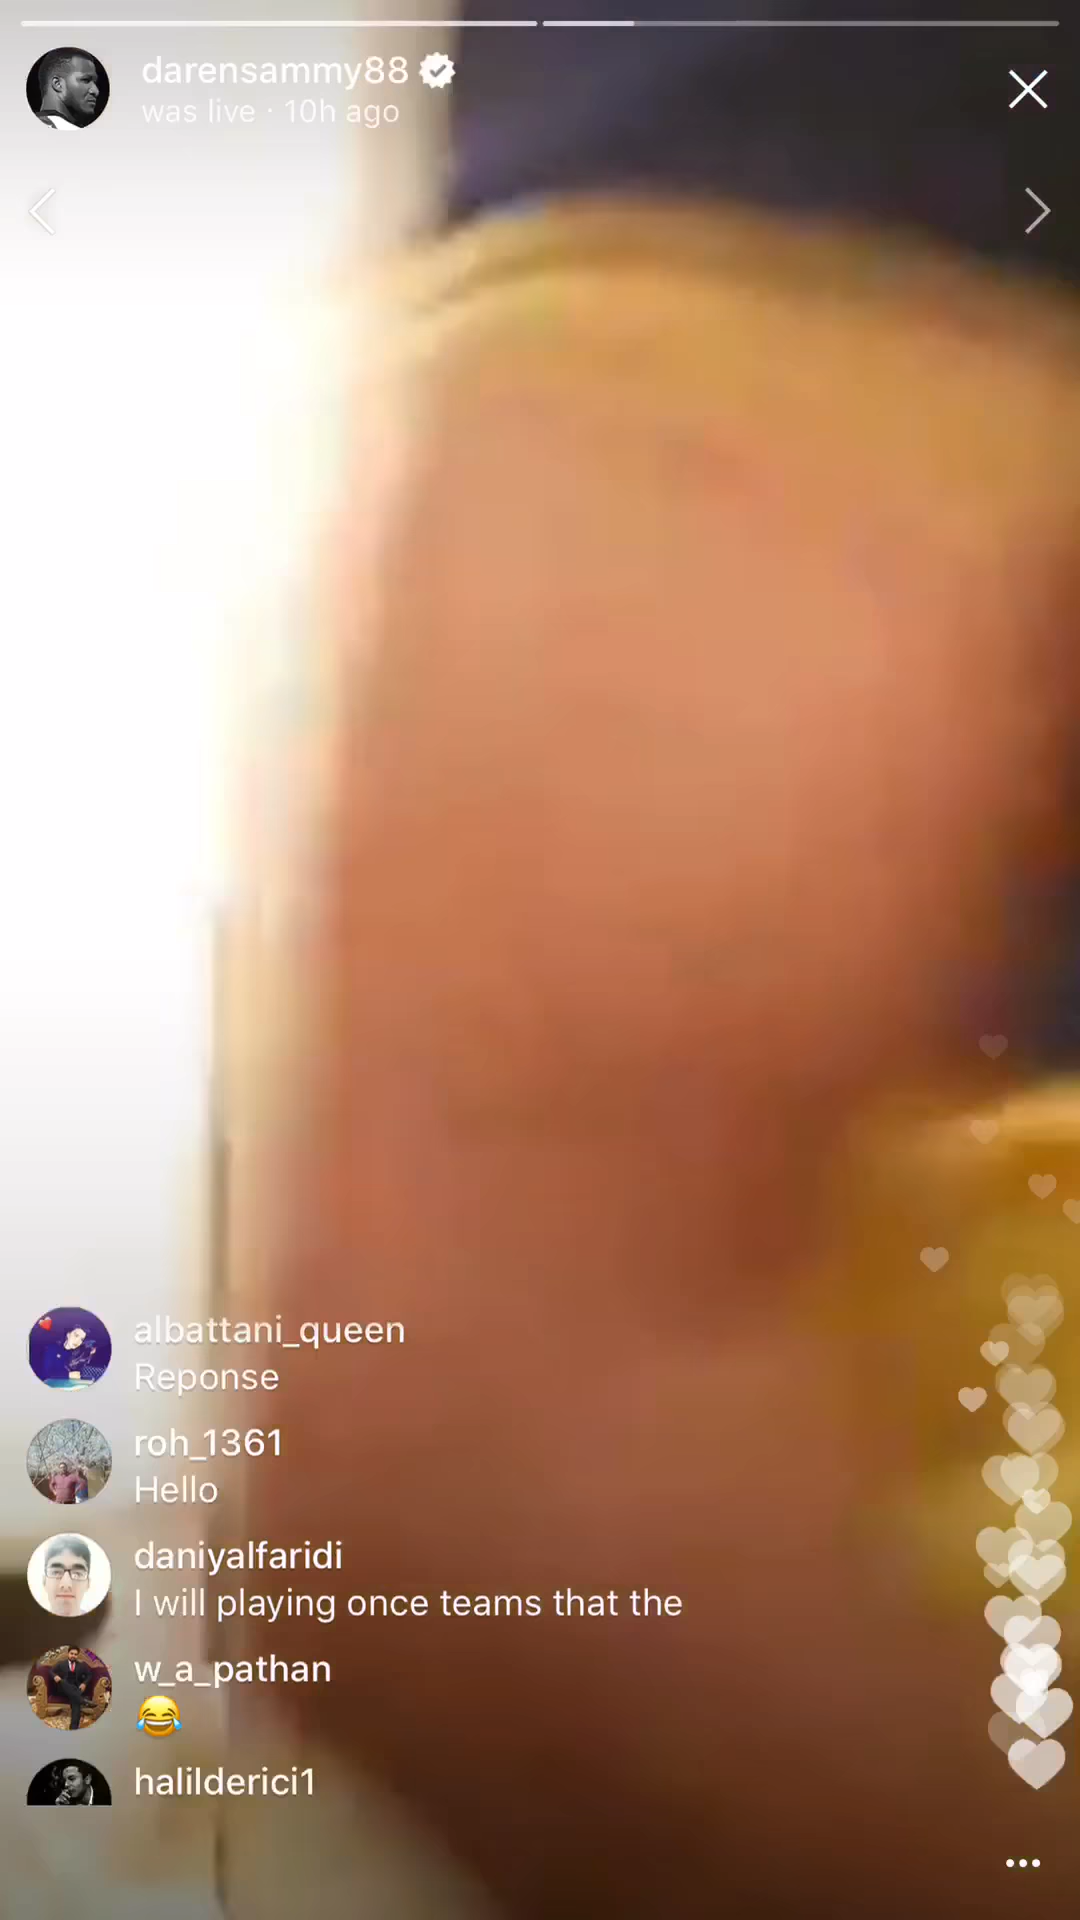 darensammy88
was live · 10h ago
albattani_queen
Reponse
roh_1361
Hello
daniyalfaridi
I will playing once teams that the
w_a_pathan
😂
halilderici1